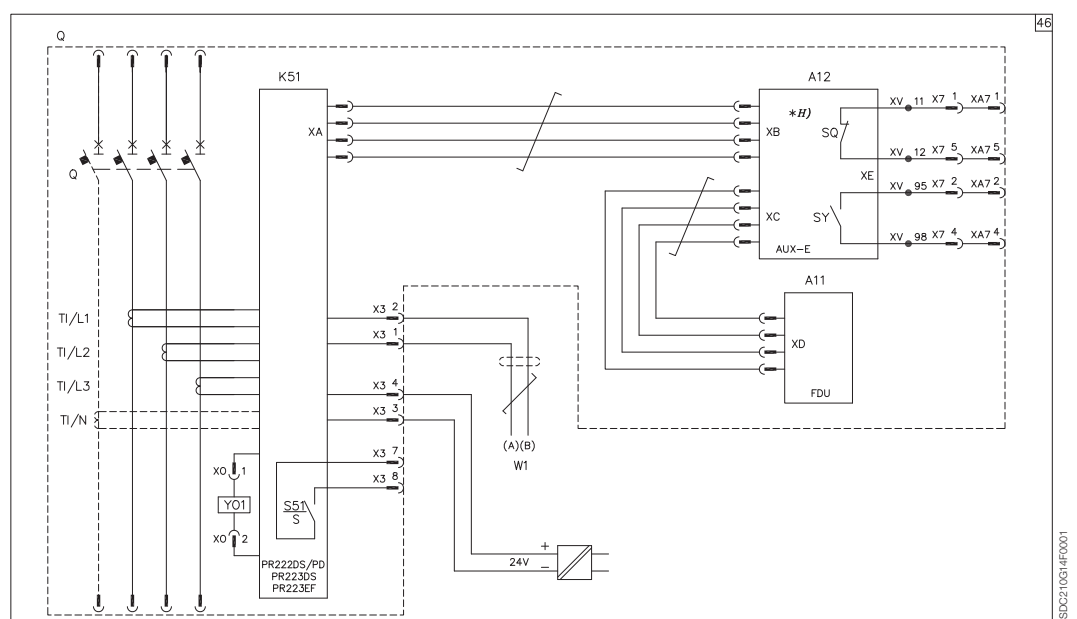 46
Q
K51
A12
XA
XB
*H)
SQ
XV 11 X7 1 XA7 1
XV 12 X7 5 XA7 5
XE
XV 95 X7 2 XA7 2
XC
SY
XV 98 X7 4 XA7 4
AUX-E
Q
A11
XD
FDU
TI/L1
TI/L2
TI/L3
TI/N
X3 2
X3 1
X3 4
X3 3
X3 7
X3 8
(A)(B)
W1
X0 1
Y01
X0 2
S51
S
PR222DS/PD
PR223DS
PR223EF
+
24V
–
SDC210G14F0001